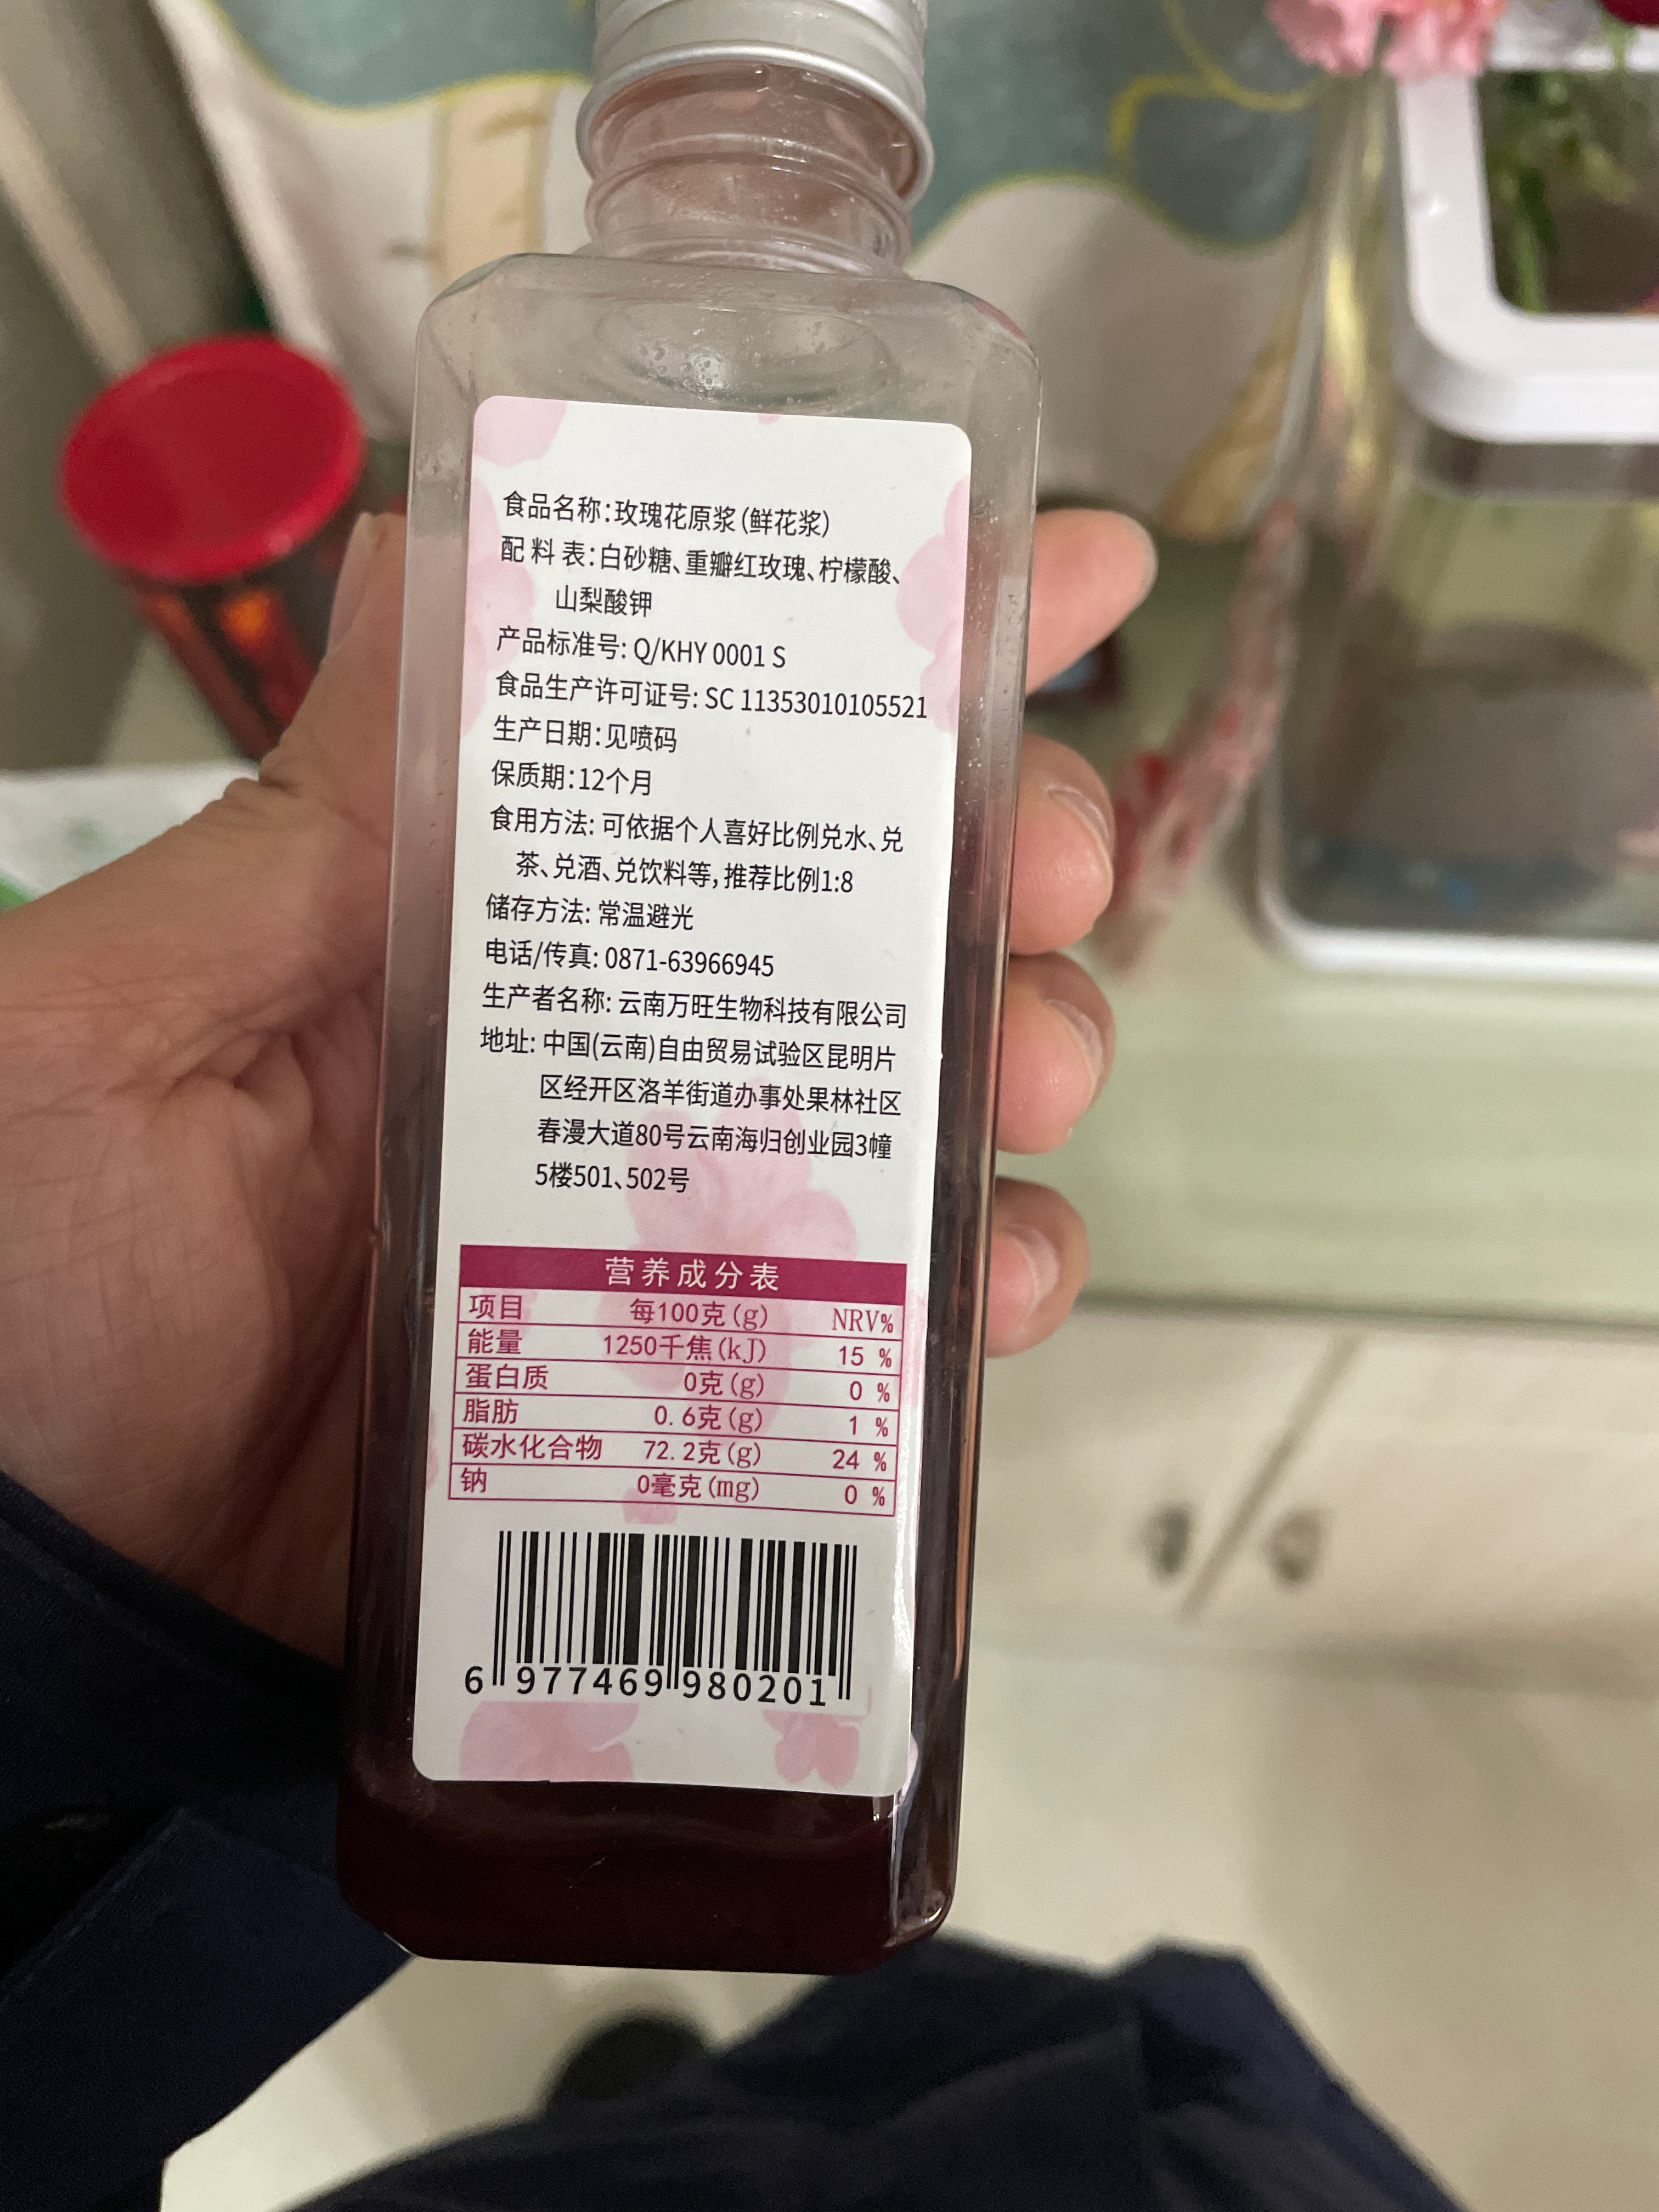 食品名称:玫瑰花原浆(鲜花浆)
配 料 表:白砂糖、重瓣红玫瑰、柠檬酸、
山梨酸钾
产品标准号: Q/KHY 0001 S
食品生产许可证号: SC 11353010105521
生产日期:见喷码
保质期:12个月
食用方法: 可依据个人喜好比例兑水、兑
茶、兑酒、兑饮料等,推荐比例1:8
储存方法: 常温避光
电话/传真: 0871-63966945
生产者名称: 云南万旺生物科技有限公司
地址: 中国(云南)自由贸易试验区昆明片
区经开区洛羊街道办事处果林社区
春漫大道80号云南海归创业园3幢
5楼501、502号
营养成分表
项目 每100克(g) NRV%
能量 1250千焦(kJ) 15 %
蛋白质 0克(g) 0 %
脂肪 0.6克(g) 1 %
碳水化合物 72.2克(g) 24 %
钠 0毫克(mg) 0 %
6 977469 980201